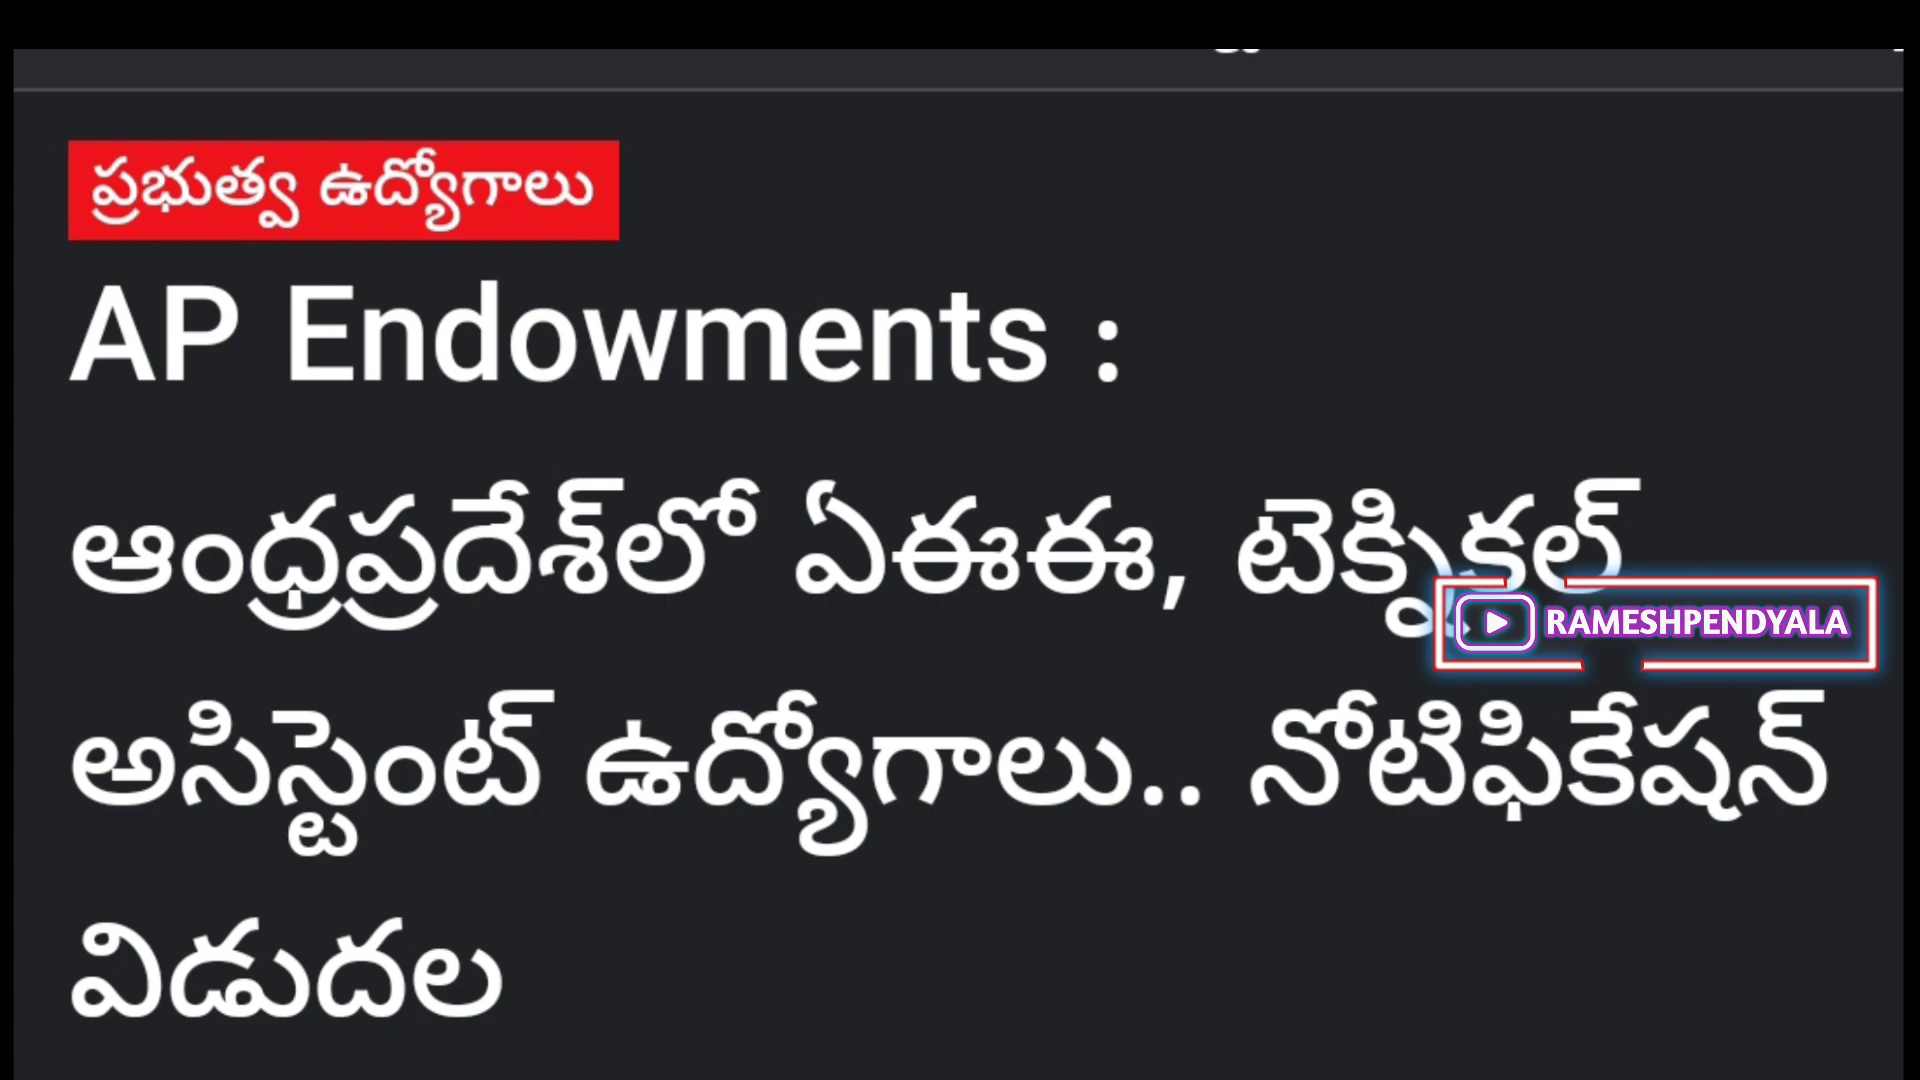 ప్రభుత్వ ఉద్యోగాలు
AP Endowments :
ఆంధ్రప్రదేశ్‌లో ఏఈఈ, టెక్నికల్
RAMESHPENDYALA
అసిస్టెంట్ ఉద్యోగాలు.. నోటిఫికేషన్
విడుదల